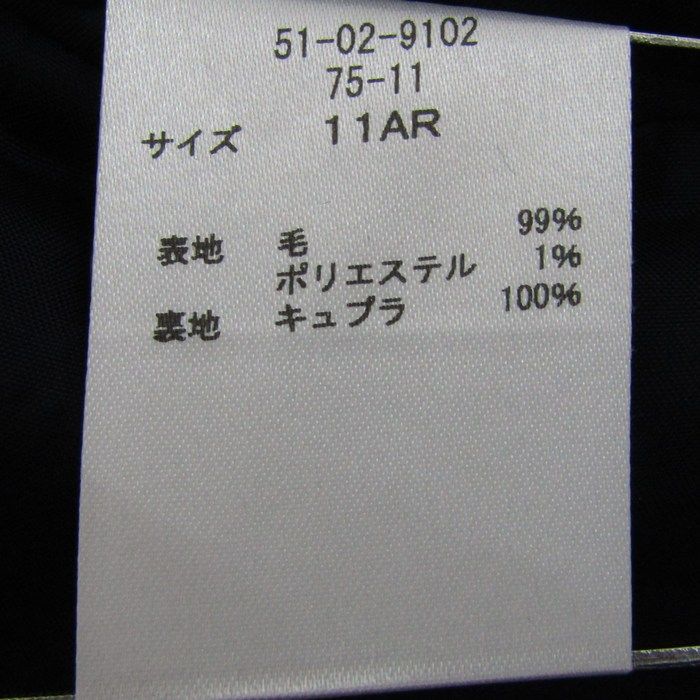 51-02-9102
75-11
サイズ 11AR
表地 毛 99%
ポリエステル 1%
裏地 キュプラ 100%